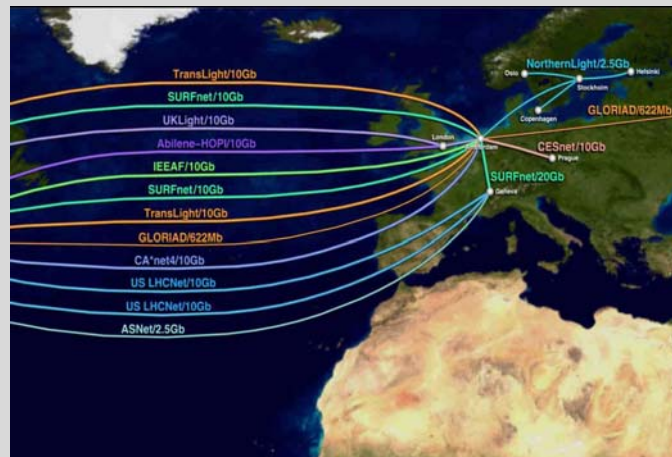 TransLight/10Gb
SURFnet/10Gb
UKLight/10Gb
Abilene-HOPI/10Gb
IEEAF/10Gb
SURFnet/10Gb
TransLight/10Gb
GLORIAD/622Mb
CA*net4/10Gb
US LHCNet/10Gb
US LHCNet/10Gb
ASNet/2.5Gb
NorthernLight/2.5Gb
Oslo
Stockholm
Helsinki
Copenhagen
GLORIAD/622Mb
London
Amsterdam
CESnet/10Gb
Prague
SURFnet/20Gb
Geneva